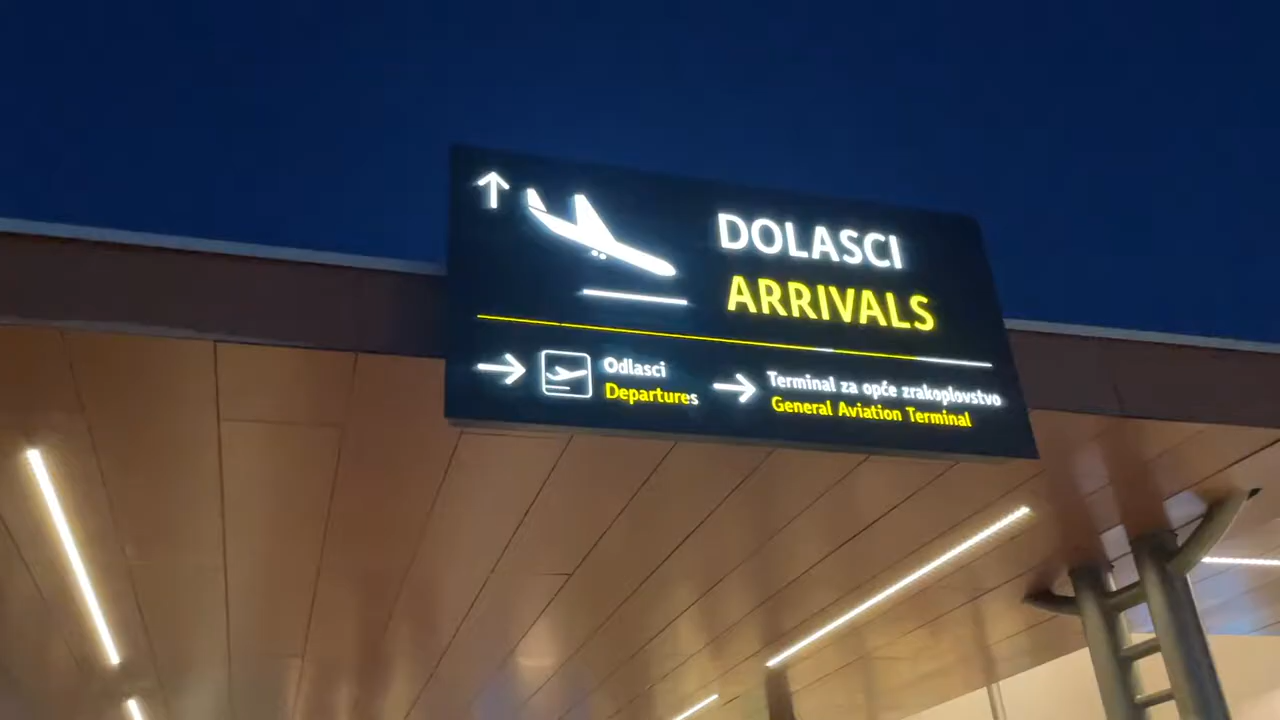 DOLASCI
ARRIVALS
Odlasci
Departures
Terminal za opće zrakoplovstvo
General Aviation Terminal